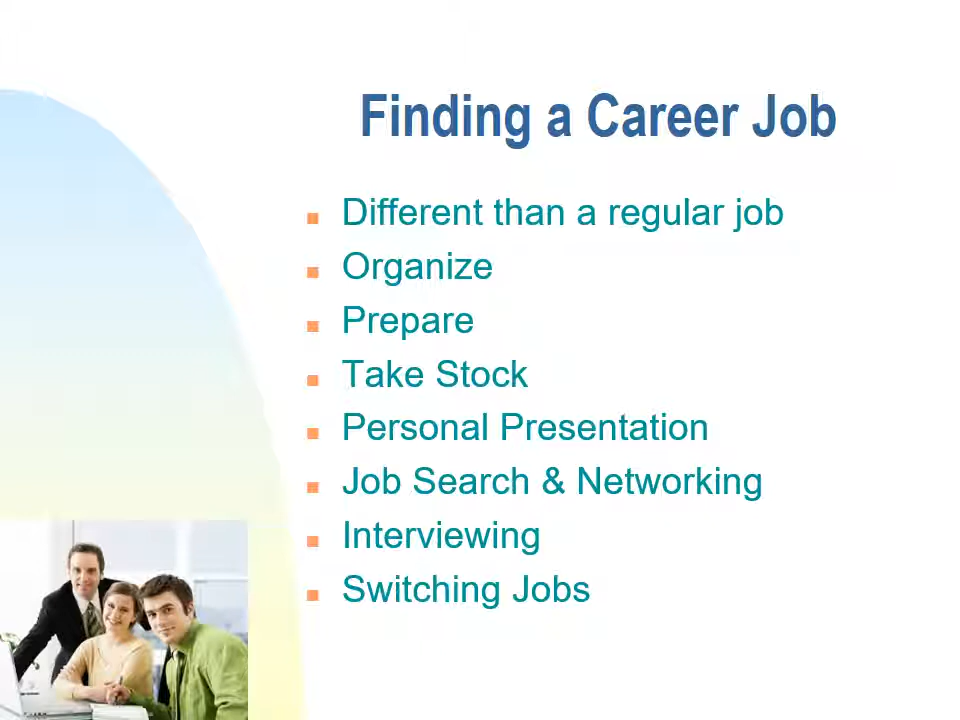 Finding a Career Job
Different than a regular job
Organize
Prepare
Take Stock
Personal Presentation
Job Search & Networking
Interviewing
Switching Jobs